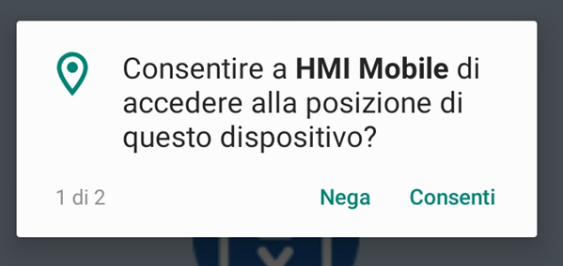 Consentire a HMI Mobile di
accedere alla posizione di
questo dispositivo?
1 di 2 Nega Consenti